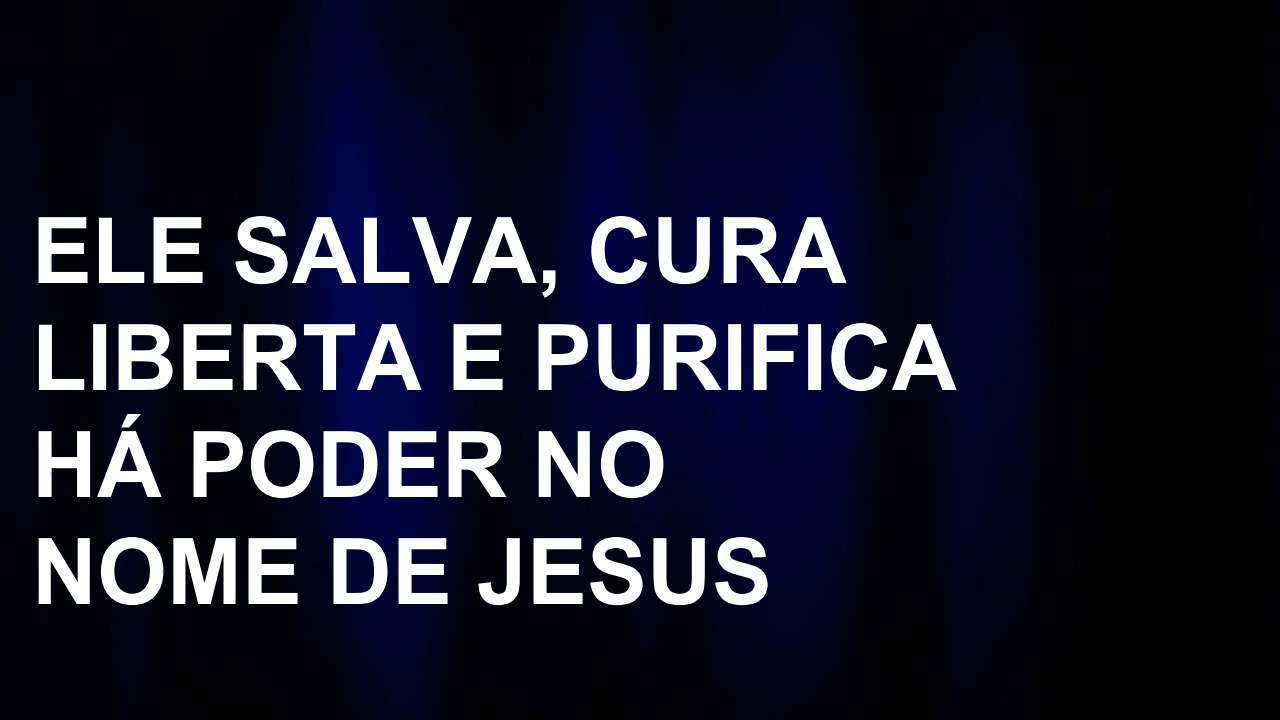 ELE SALVA, CURA
LIBERTA E PURIFICA
HÁ PODER NO
NOME DE JESUS